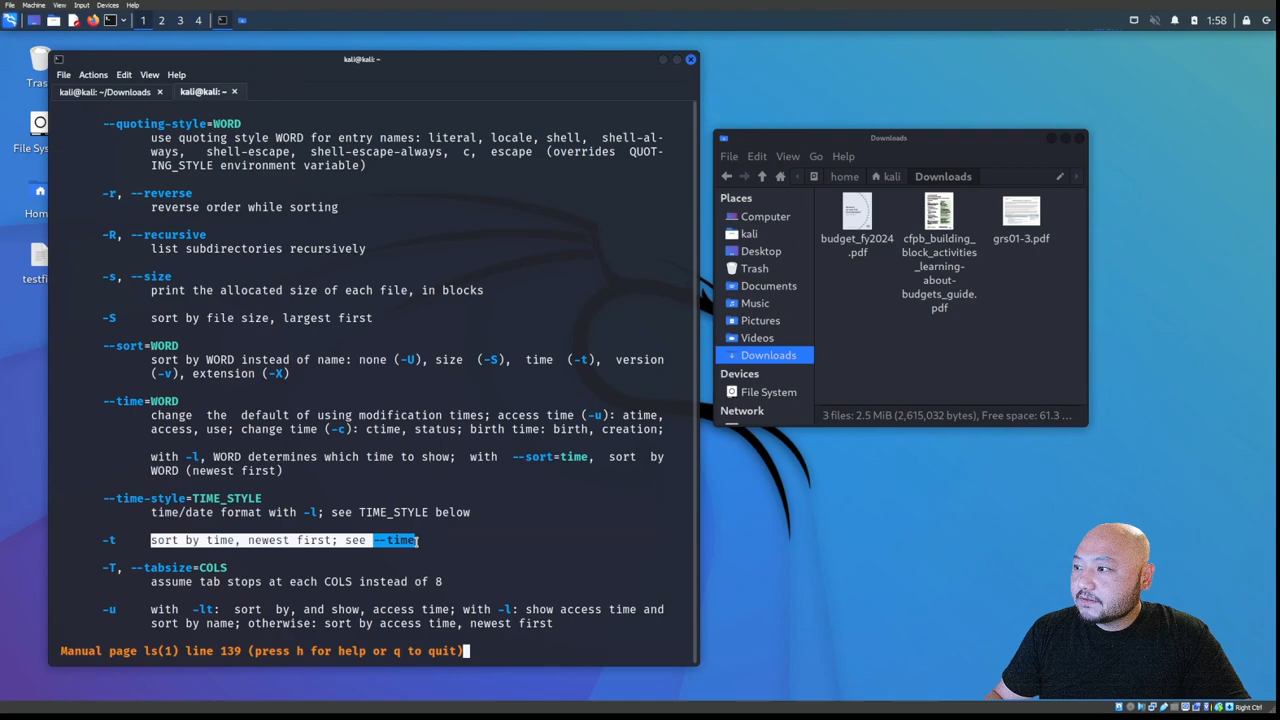 File Machine View Input Devices Help
1 2 3 4
1:58
Tras
File Sys
Hom
testfi
kali@kali: ~
File Actions Edit View Help
kali@kali: ~/Downloads
kali@kali: ~
--quoting-style=WORD
use quoting style WORD for entry names: literal, locale, shell, shell-al-
ways, shell-escape, shell-escape-always, c, escape (overrides QUOT-
ING_STYLE environment variable)
-r, --reverse
reverse order while sorting
-R, --recursive
list subdirectories recursively
-s, --size
print the allocated size of each file, in blocks
-S sort by file size, largest first
--sort=WORD
sort by WORD instead of name: none (-U), size (-S), time (-t), version
(-v), extension (-X)
--time=WORD
change the default of using modification times; access time (-u): atime,
access, use; change time (-c): ctime, status; birth time: birth, creation;
with -l, WORD determines which time to show; with --sort=time, sort by
WORD (newest first)
--time-style=TIME_STYLE
time/date format with -l; see TIME_STYLE below
-t sort by time, newest first; see --time
-T, --tabsize=COLS
assume tab stops at each COLS instead of 8
-u with -lt: sort by, and show, access time; with -l: show access time and
sort by name; otherwise: sort by access time, newest first
Manual page ls(1) line 139 (press h for help or q to quit)
Downloads
File Edit View Go Help
home kali Downloads
Places
Computer
kali
Desktop
Trash
Documents
Music
Pictures
Videos
Downloads
Devices
File System
Network
budget_fy2024
.pdf
cfpb_building_
block_activities
_learning-
about-
budgets_guide.
pdf
grs01-3.pdf
3 files: 2.5 MiB (2,615,032 bytes), Free space: 61.3 ...
Right Ctrl